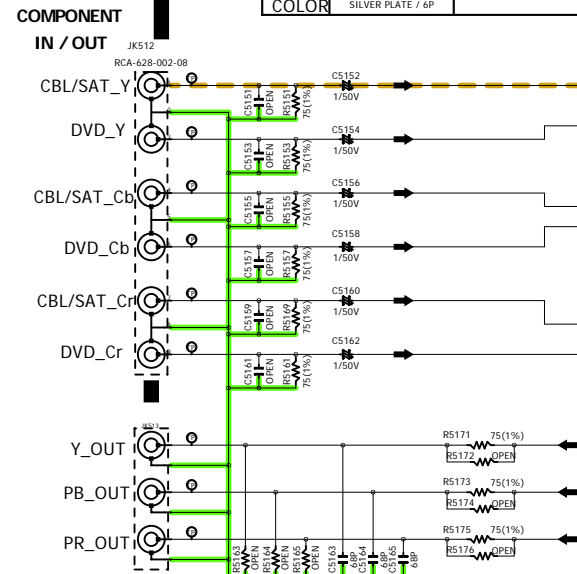 COLOR SILVER PLATE / 6P
COMPONENT
IN / OUT
JK512
RCA-628-002-08
CBL/SAT_Y
C5151
OPEN
R5151
75(1%)
C5152
1/50V
DVD_Y
C5153
OPEN
R5153
75(1%)
C5154
1/50V
CBL/SAT_Cb
C5155
OPEN
R5155
75(1%)
C5156
1/50V
DVD_Cb
C5157
OPEN
R5157
75(1%)
C5158
1/50V
CBL/SAT_Cr
C5159
OPEN
R5169
75(1%)
C5160
1/50V
DVD_Cr
C5161
OPEN
R5161
75(1%)
C5162
1/50V
JK513
Y_OUT
R5171 75(1%)
R5172 OPEN
PB_OUT
R5173 75(1%)
R5174 OPEN
PR_OUT
R5175 75(1%)
R5176 OPEN
R5163
OPEN
R5164
OPEN
R5165
OPEN
C5163
68P
C5164
68P
C5165
68P